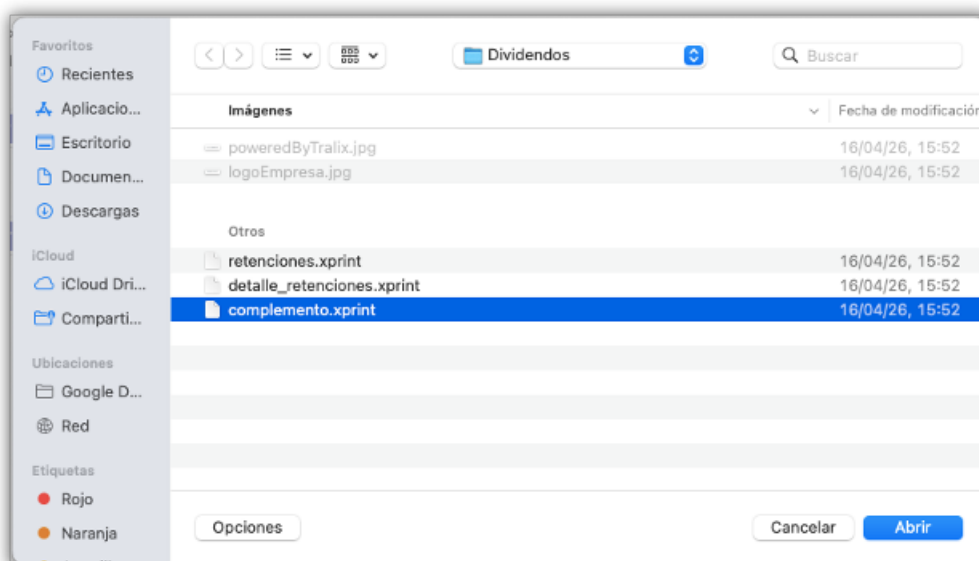 Favoritos
Recientes
Aplicacio...
Escritorio
Documen...
Descargas
iCloud
iCloud Dri...
Comparti...
Ubicaciones
Google D...
Red
Etiquetas
Rojo
Naranja
Dividendos
Buscar
Imágenes Fecha de modificación
poweredByTralix.jpg 16/04/26, 15:52
logoEmpresa.jpg 16/04/26, 15:52
Otros
retenciones.xprint 16/04/26, 15:52
detalle_retenciones.xprint 16/04/26, 15:52
complemento.xprint 16/04/26, 15:52
Opciones
Cancelar
Abrir